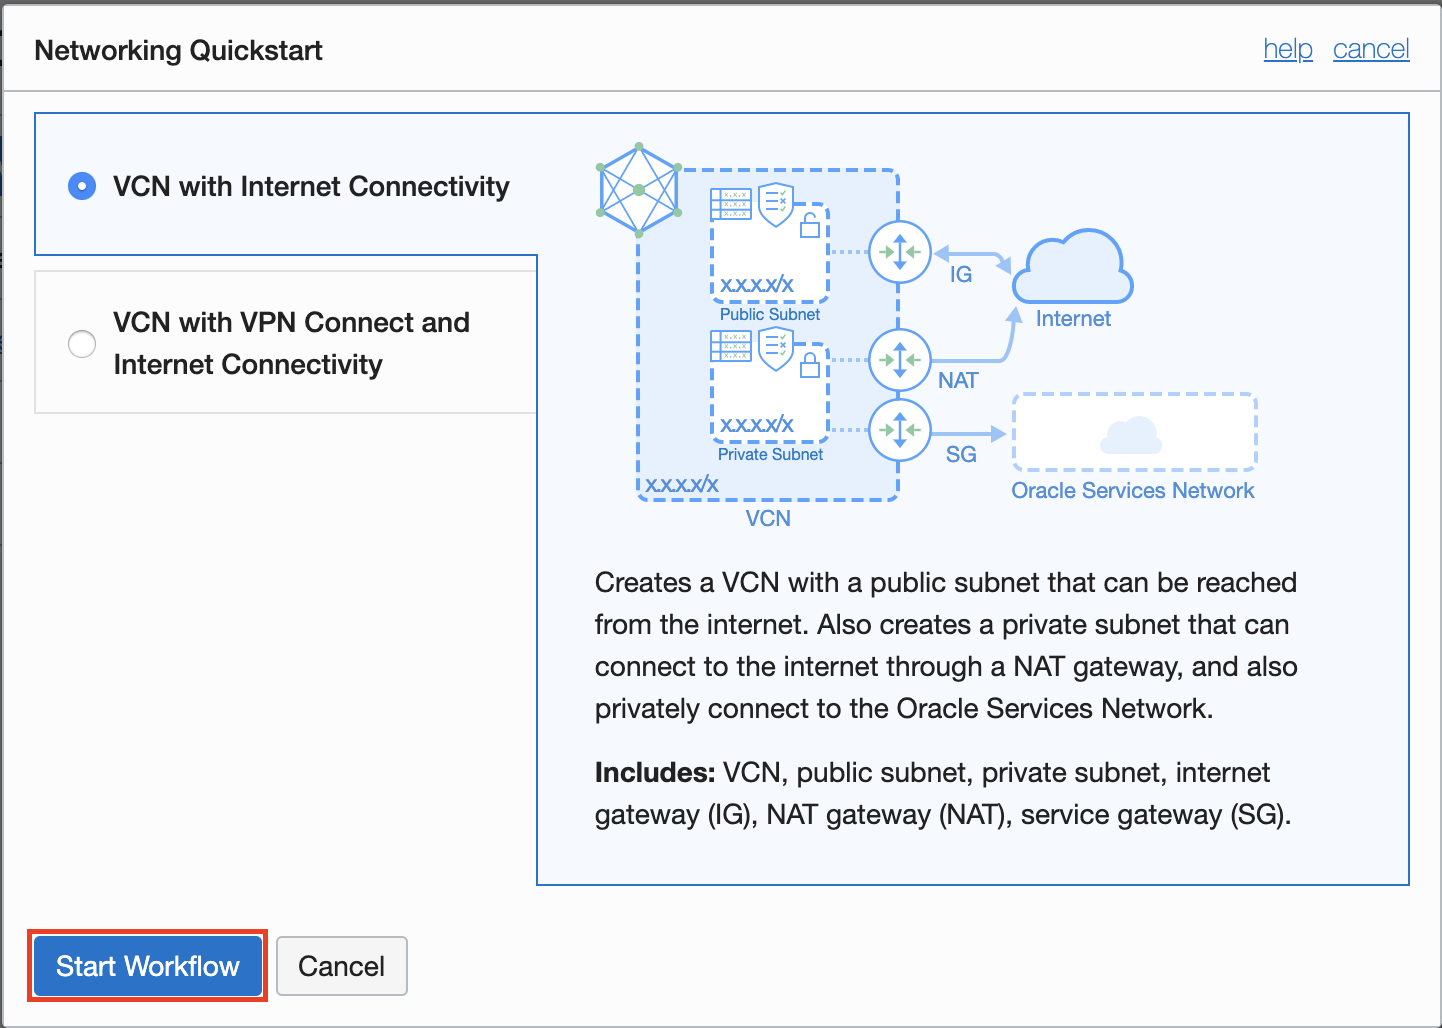 Networking Quickstart
help cancel
VCN with Internet Connectivity
VCN with VPN Connect and
Internet Connectivity
x.x.x
x.x.x
x.x.x
x.x.x.x/x
Public Subnet
IG
Internet
x.x.x
x.x.x
x.x.x
x.x.x.x/x
Private Subnet
NAT
SG
Oracle Services Network
x.x.x.x/x
VCN
Creates a VCN with a public subnet that can be reached
from the internet. Also creates a private subnet that can
connect to the internet through a NAT gateway, and also
privately connect to the Oracle Services Network.
Includes: VCN, public subnet, private subnet, internet
gateway (IG), NAT gateway (NAT), service gateway (SG).
Start Workflow
Cancel